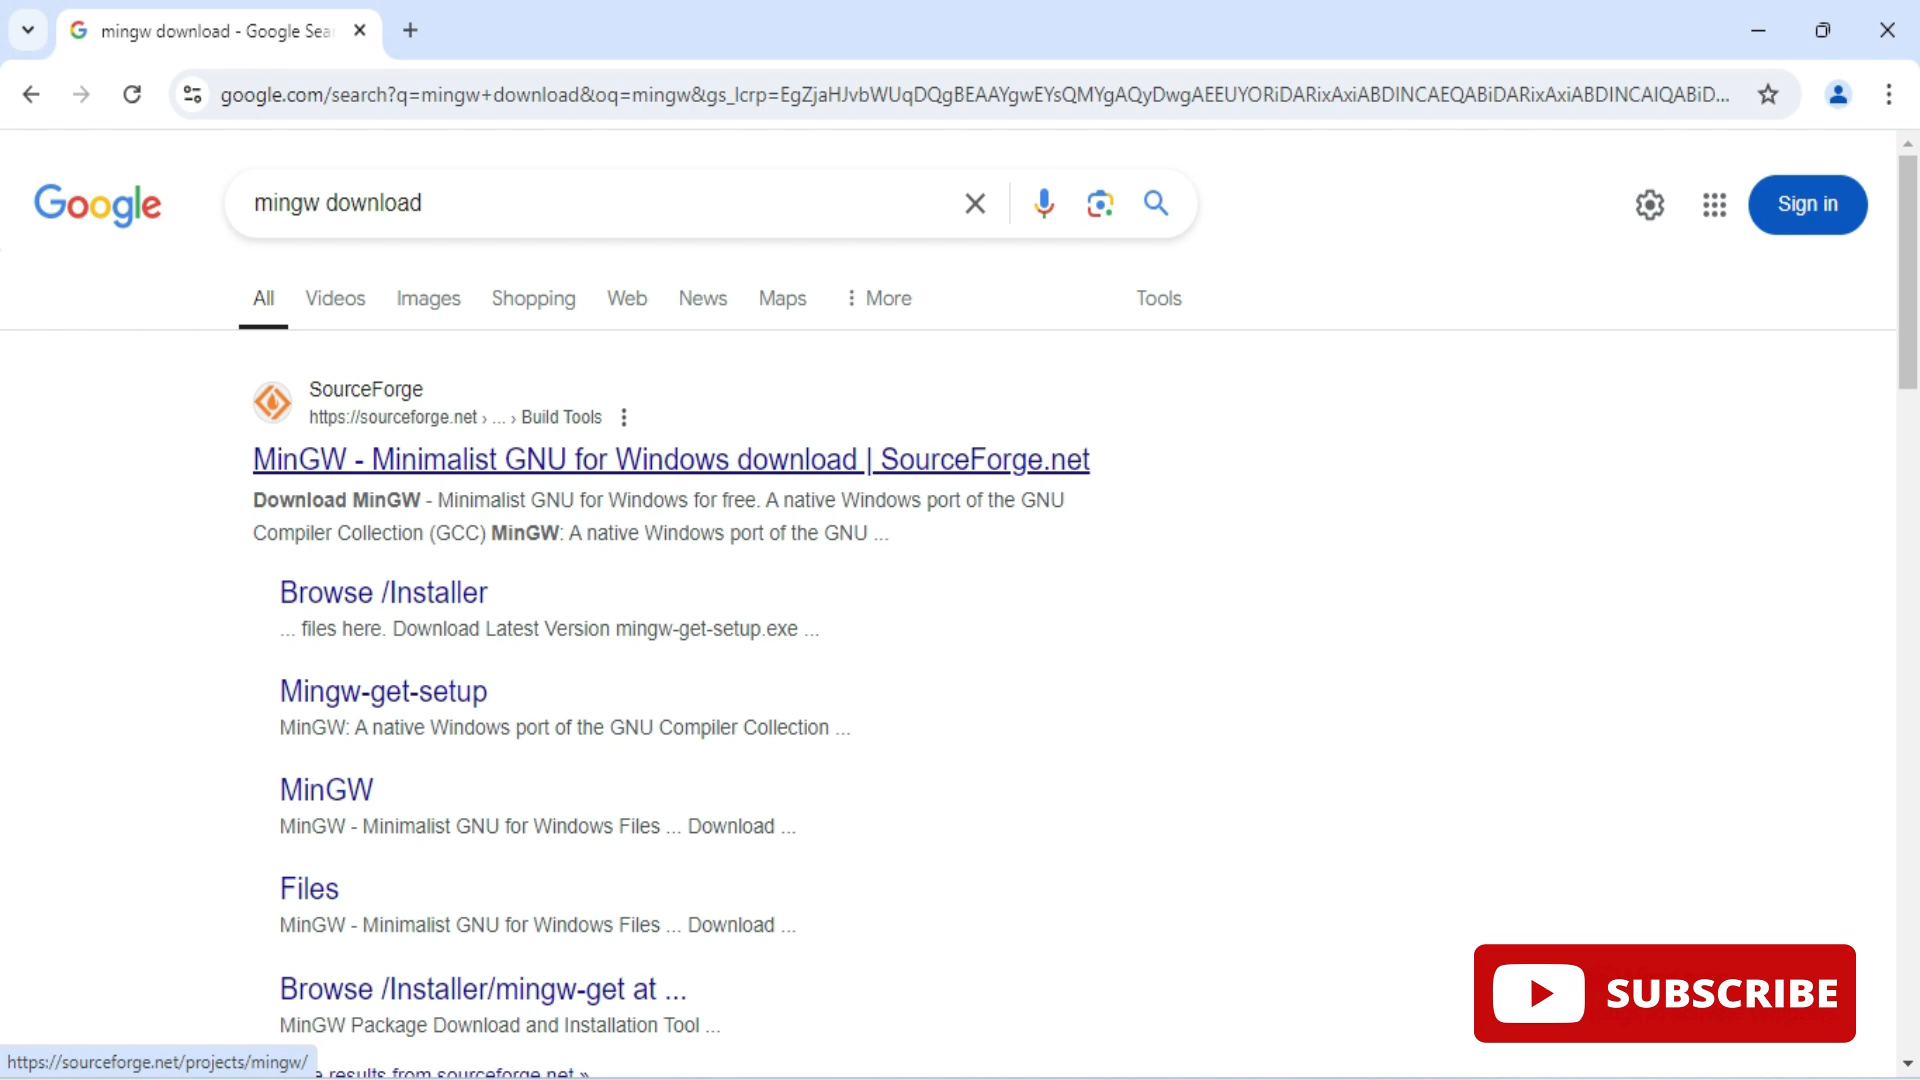 mingw download - Google Sea
google.com/search?q=mingw+download&oq=mingw&gs_lcrp=EgZjaHJvbWUqDQgBEAAYgwEYsQMYgAQyDwgAEEUYORiDARixAxiABDINCAEQABiDARixAxiABDINCAIQABiD...
Google
mingw download
Sign in
All Videos Images Shopping Web News Maps More Tools
SourceForge
https://sourceforge.net › ... › Build Tools
MinGW - Minimalist GNU for Windows download | SourceForge.net
Download MinGW - Minimalist GNU for Windows for free. A native Windows port of the GNU
Compiler Collection (GCC) MinGW: A native Windows port of the GNU ...
Browse /Installer
... files here. Download Latest Version mingw-get-setup.exe ...
Mingw-get-setup
MinGW: A native Windows port of the GNU Compiler Collection ...
MinGW
MinGW - Minimalist GNU for Windows Files ... Download ...
Files
MinGW - Minimalist GNU for Windows Files ... Download ...
Browse /Installer/mingw-get at ...
MinGW Package Download and Installation Tool ...
SUBSCRIBE
https://sourceforge.net/projects/mingw/
results from sourceforge.net »